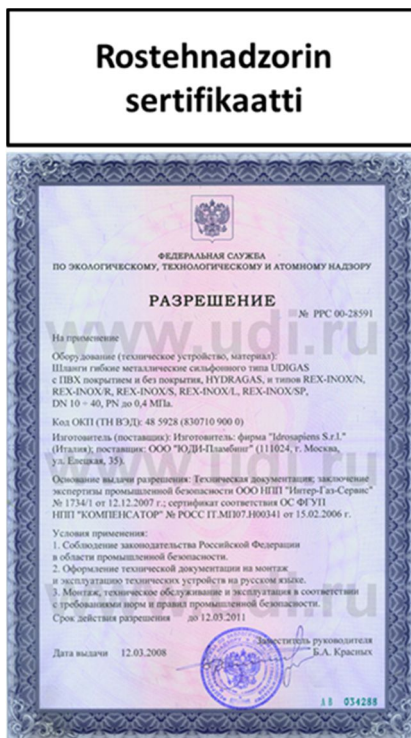 Rostehnadzorin
sertifikaatti
ФЕДЕРАЛЬНАЯ СЛУЖБА
ПО ЭКОЛОГИЧЕСКОМУ, ТЕХНОЛОГИЧЕСКОМУ И АТОМНОМУ НАДЗОРУ
РАЗРЕШЕНИЕ
№ РРС 00-28591
www.udi.ru
На применение
Оборудование (техническое устройство, материал):
Шланги гибкие металлические сильфонного типа UDIGAS
с ПВХ покрытием и без покрытия, HYDRAGAS, и типов REX-INOX/N,
REX-INOX/R, REX-INOX/S, REX-INOX/L, REX-INOX/SP,
DN 10 ÷ 40, PN до 0,4 МПа.
Код ОКП (ТН ВЭД): 48 5928 (830710 900 0)
Изготовитель (поставщик): Изготовитель: фирма "Idrosapiens S.r.l."
(Италия); поставщик: ООО "ЮДИ-Пламбинг" (111024, г. Москва,
ул. Елецкая, 35).
Основание выдачи разрешения: Техническая документация; заключение
экспертизы промышленной безопасности ООО НПП "Интер-Газ-Сервис"
№ 1734/1 от 12.12.2007 г.; сертификат соответствия ОС ФГУП
НПП "КОМПЕНСАТОР" № РОСС IT.МП07.Н00341 от 15.02.2006 г.
Условия применения:
1. Соблюдение законодательства Российской Федерации
в области промышленной безопасности.
2. Оформление технической документации на монтаж
и эксплуатацию технических устройств на русском языке.
3. Монтаж, техническое обслуживание и эксплуатация в соответствии
с требованиями норм и правил промышленной безопасности.
Срок действия разрешения до 12.03.2011
Заместитель руководителя
Дата выдачи 12.03.2008 Б.А. Красных
АВ 034288